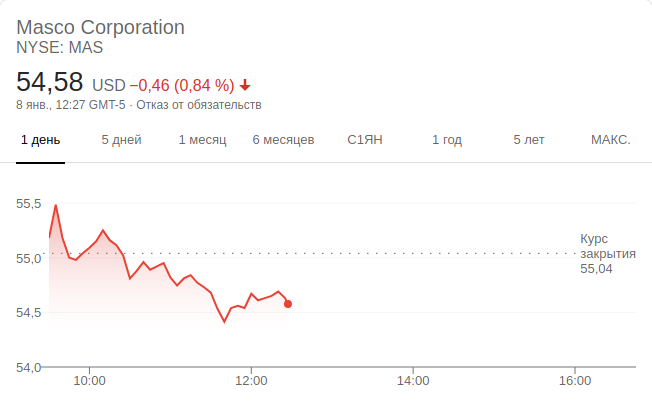 Masco Corporation
NYSE: MAS
54,58 USD −0,46 (0,84 %)
8 янв., 12:27 GMT-5 · Отказ от обязательств
1 день 5 дней 1 месяц 6 месяцев С1ЯН 1 год 5 лет МАКС.
55,5
55,0
54,5
54,0
Курс
закрытия
55,04
10:00 12:00 14:00 16:00